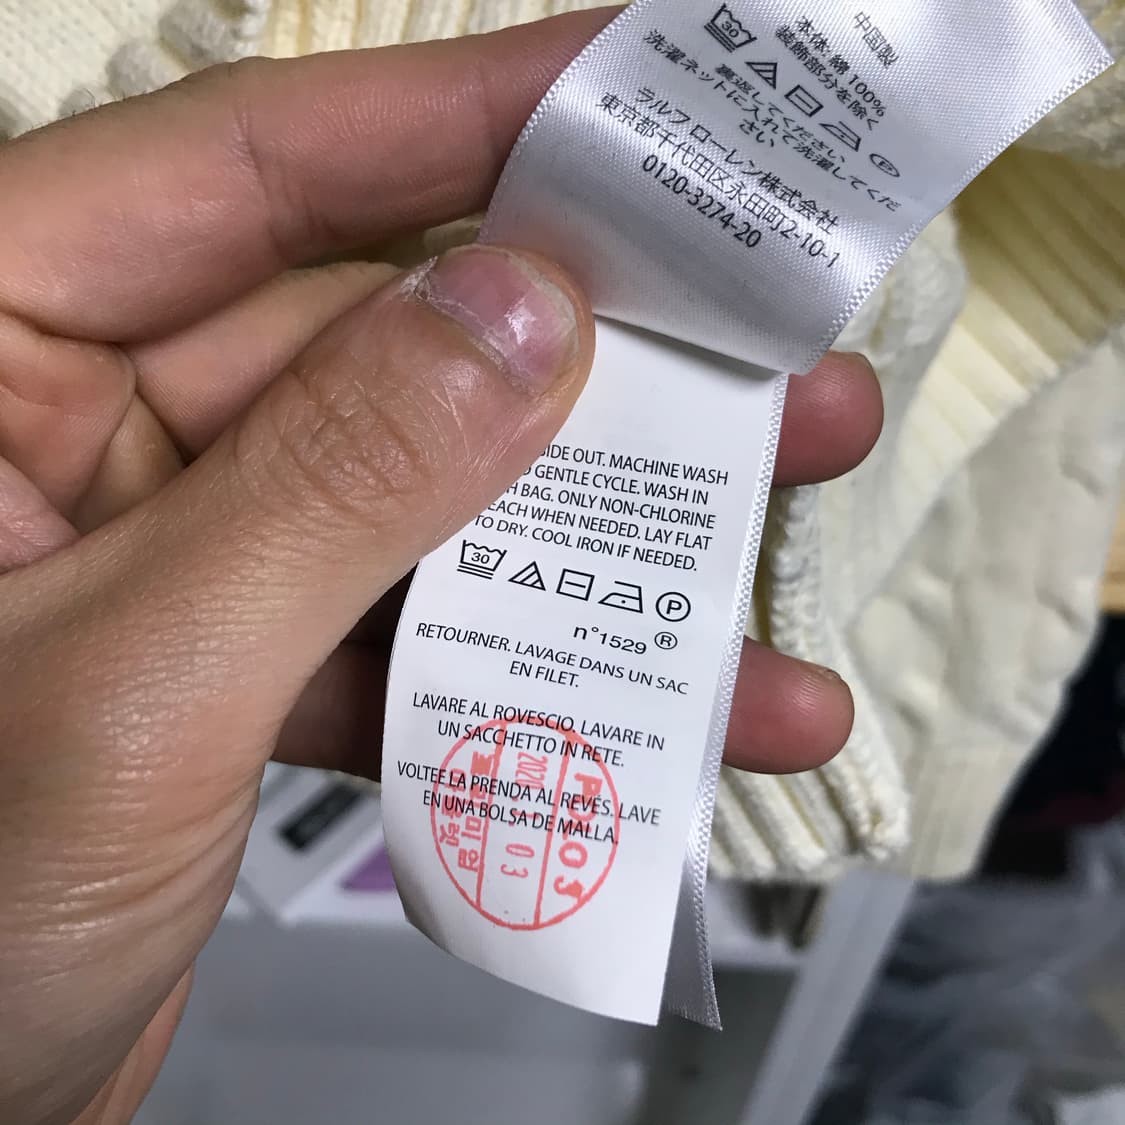 中国製
本体:綿 100%
装飾部分を除く
30
裏返してください、
洗濯ネットに入れて洗濯してくだ
さい
ラルフ ローレン株式会社
東京都千代田区永田町2-10-1
0120-3274-20
IDE OUT. MACHINE WASH
GENTLE CYCLE. WASH IN
H BAG. ONLY NON-CHLORINE
EACH WHEN NEEDED. LAY FLAT
TO DRY. COOL IRON IF NEEDED.
30 P
n°1529 ®
RETOURNER. LAVAGE DANS UN SAC
EN FILET.
LAVARE AL ROVESCIO. LAVARE IN
UN SACCHETTO IN RETE.
VOLTEE LA PRENDA AL REVÉS. LAVE
EN UNA BOLSA DE MALLA.
03